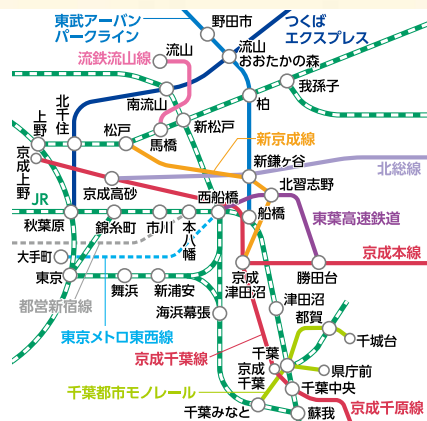 東武アーバン
パークライン
野田市
つくば
エクスプレス
流山
流鉄流山線
流山
おおたかの森
南流山
柏
我孫子
上野
北千住
松戸
馬橋
新松戸
新京成線
京成上野
新鎌ヶ谷
北総線
京成高砂
北習志野
西船橋
JR
秋葉原
錦糸町
市川
本八幡
船橋
東葉高速鉄道
大手町
京成本線
東京
舞浜
新浦安
京成
津田沼
勝田台
都営新宿線
海浜幕張
津田沼
東京メトロ東西線
都賀
千城台
京成千葉線
千葉
京成
千葉
県庁前
千葉中央
千葉都市モノレール
京成千原線
千葉みなと
蘇我